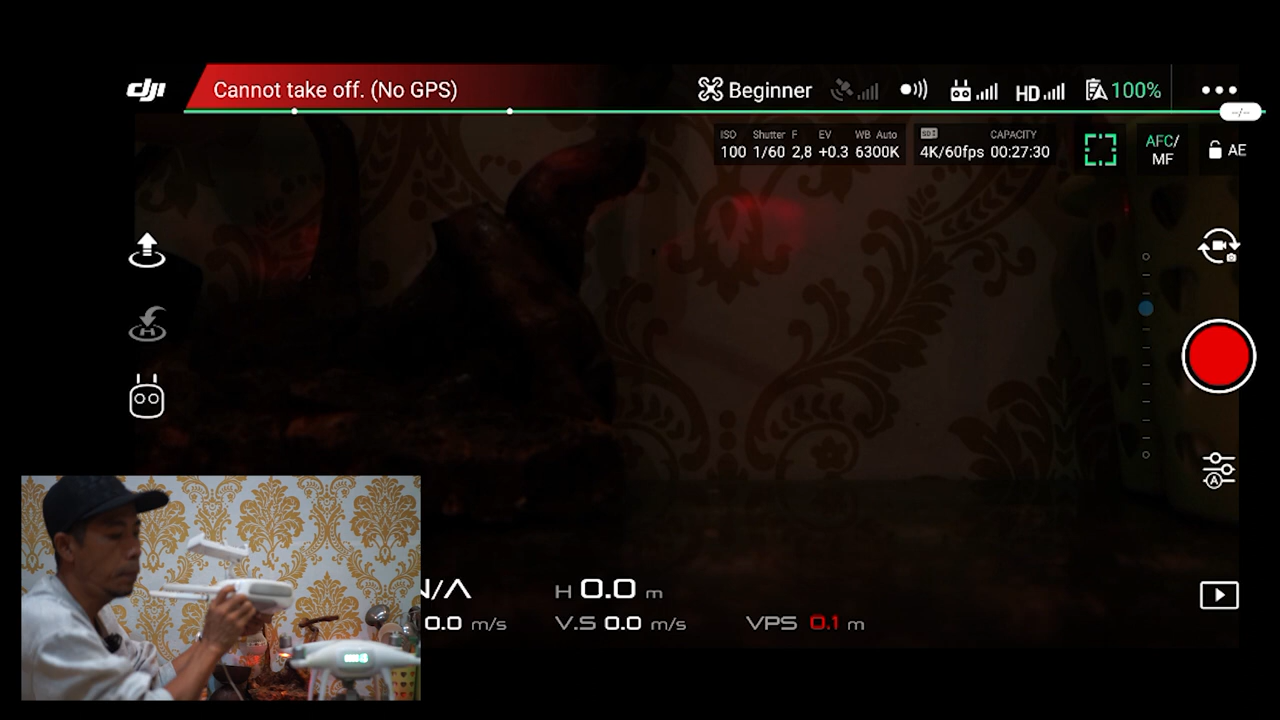 dji Cannot take off. (No GPS) Beginner HD 100%
-/--
ISO Shutter F EV WB Auto CAPACITY
100 1/60 2,8 +0.3 6300K 4K/60fps 00:27:30
AFC/
MF
AE
H
A
N/A H 0.0 m
0.0 m/s V.S 0.0 m/s VPS 0.1 m